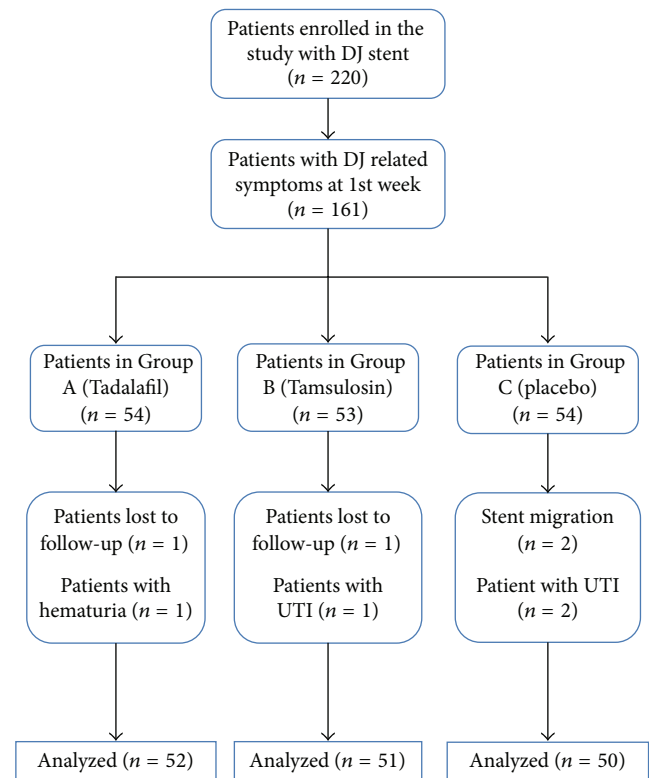 Patients enrolled in the
study with DJ stent
(n = 220)
Patients with DJ related
symptoms at 1st week
(n = 161)
Patients in Group
A (Tadalafil)
(n = 54)
Patients in Group
B (Tamsulosin)
(n = 53)
Patients in Group
C (placebo)
(n = 54)
Patients lost to
follow-up (n = 1)
Patients with
hematuria (n = 1)
Patients lost to
follow-up (n = 1)
Patients with
UTI (n = 1)
Stent migration
(n = 2)
Patient with UTI
(n = 2)
Analyzed (n = 52)
Analyzed (n = 51)
Analyzed (n = 50)